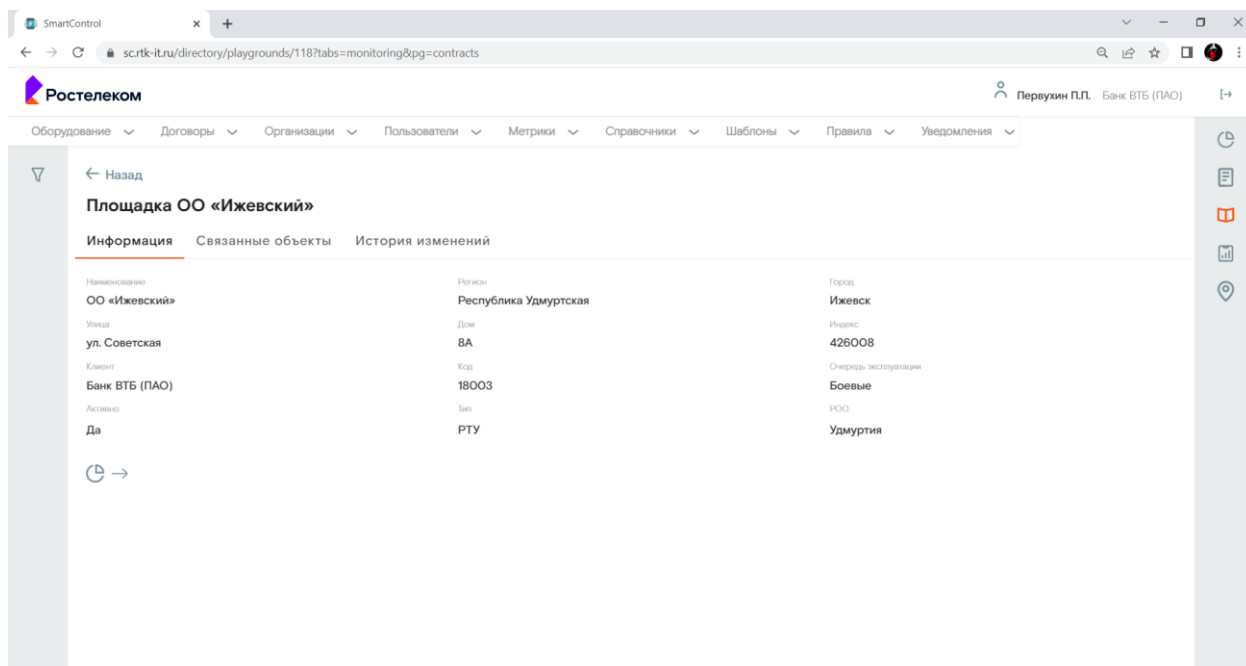 SmartControl
sc.rtk-it.ru/directory/playgrounds/118?tabs=monitoring&pg=contracts
Ростелеком
Первухин П.П. Банк ВТБ (ПАО)
Оборудование Договоры Организации Пользователи Метрики Справочники Шаблоны Правила Уведомления
Назад
Площадка ОО «Ижевский»
Информация Связанные объекты История изменений
Наименование Регион Город
ОО «Ижевский» Республика Удмуртская Ижевск
Улица Дом Индекс
ул. Советская 8А 426008
Клиент Код Очередь эксплуатации
Банк ВТБ (ПАО) 18003 Боевые
Активно Тип РОО
Да РТУ Удмуртия